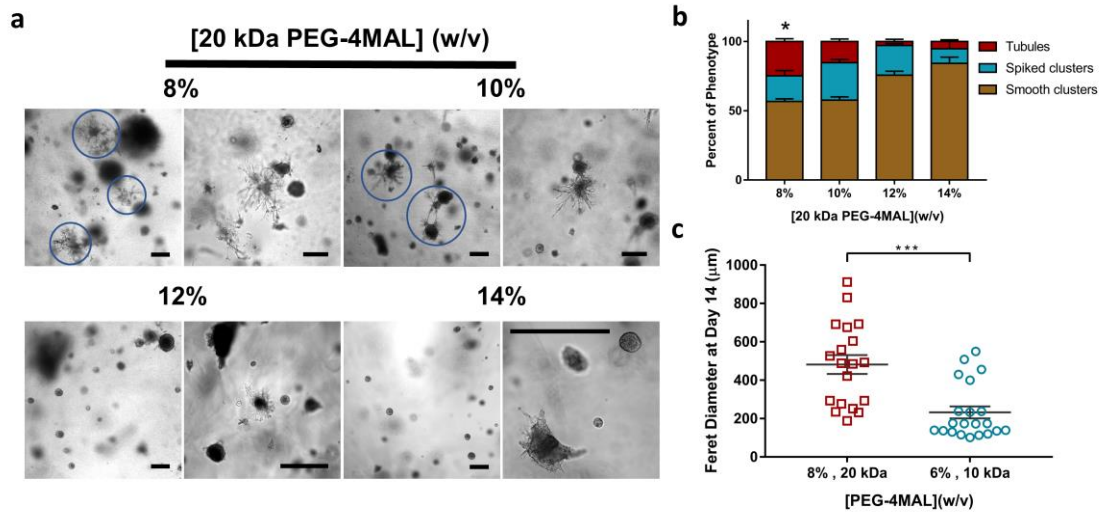 a
[20 kDa PEG-4MAL] (w/v)
8%
10%
12%
14%
b
*
Percent of Phenotype
100
50
0
8%
10%
12%
14%
[20 kDa PEG-4MAL](w/v)
Tubules
Spiked clusters
Smooth clusters
c
***
Feret Diameter at Day 14 (μm)
1000
800
600
400
200
0
8% , 20 kDa
6% , 10 kDa
[PEG-4MAL](w/v)